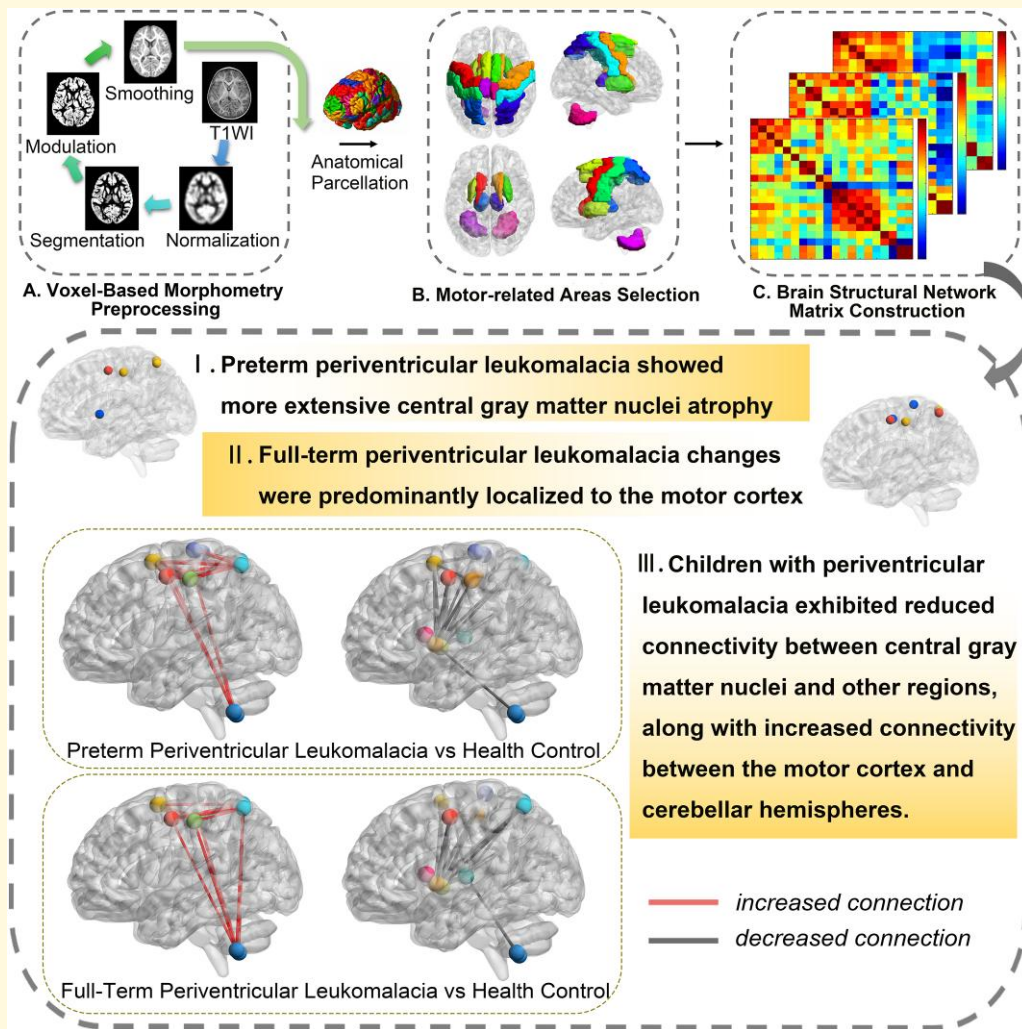 Smoothing
T1WI
Modulation
Segmentation
Normalization
A. Voxel-Based Morphometry
Preprocessing
Anatomical
Parcellation
B. Motor-related Areas Selection
C. Brain Structural Network
Matrix Construction
Ⅰ. Preterm periventricular leukomalacia showed
more extensive central gray matter nuclei atrophy
Ⅱ. Full-term periventricular leukomalacia changes
were predominantly localized to the motor cortex
Preterm Periventricular Leukomalacia vs Health Control
Full-Term Periventricular Leukomalacia vs Health Control
Ⅲ. Children with periventricular
leukomalacia exhibited reduced
connectivity between central gray
matter nuclei and other regions,
along with increased connectivity
between the motor cortex and
cerebellar hemispheres.
increased connection
decreased connection